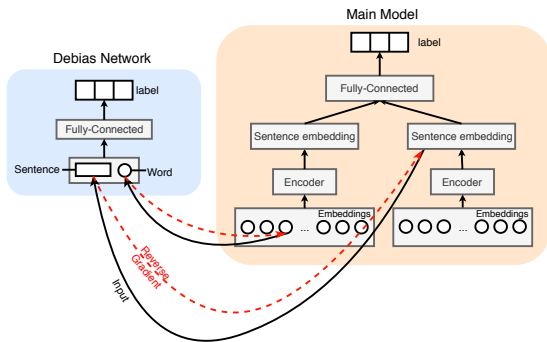 Main Model
Debias Network
label
Fully-Connected
Sentence
Word
label
Fully-Connected
Sentence embedding
Sentence embedding
Encoder
Encoder
Embeddings
...
Embeddings
...
Reverse
Gradient
Input